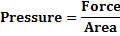 Pressure = Force
Area